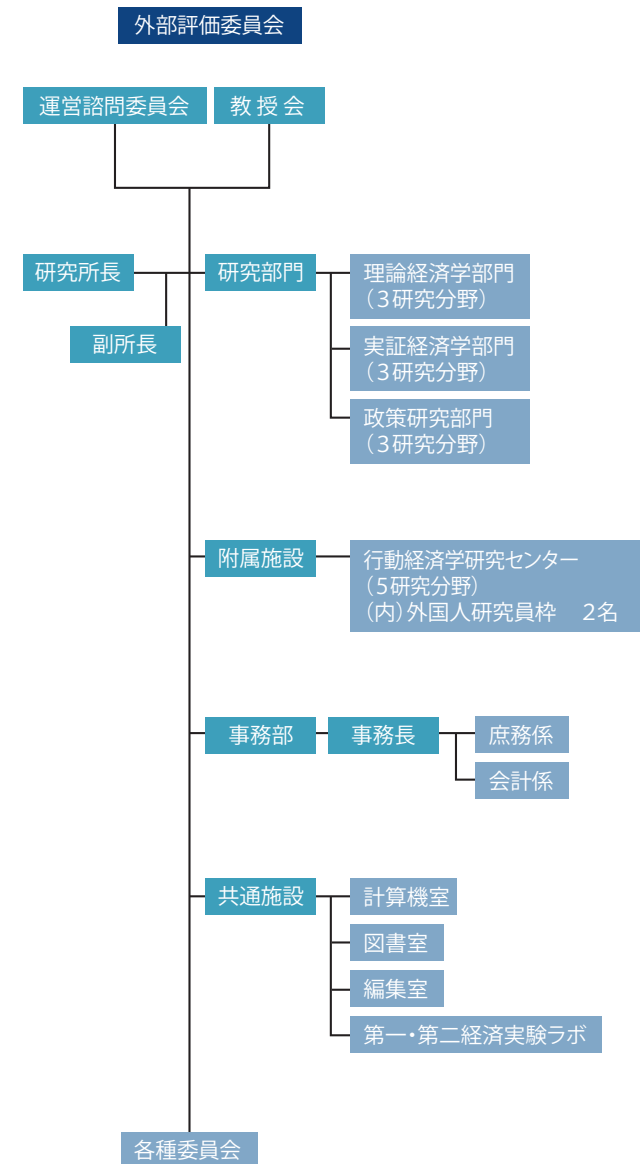 外部評価委員会
運営諮問委員会
教授会
研究所長
副所長
研究部門
理論経済学部門
（3研究分野）
実証経済学部門
（3研究分野）
政策研究部門
（3研究分野）
附属施設
行動経済学研究センター
（5研究分野）
（内）外国人研究員枠　2名
事務部
事務長
庶務係
会計係
共通施設
計算機室
図書室
編集室
第一・第二経済実験ラボ
各種委員会